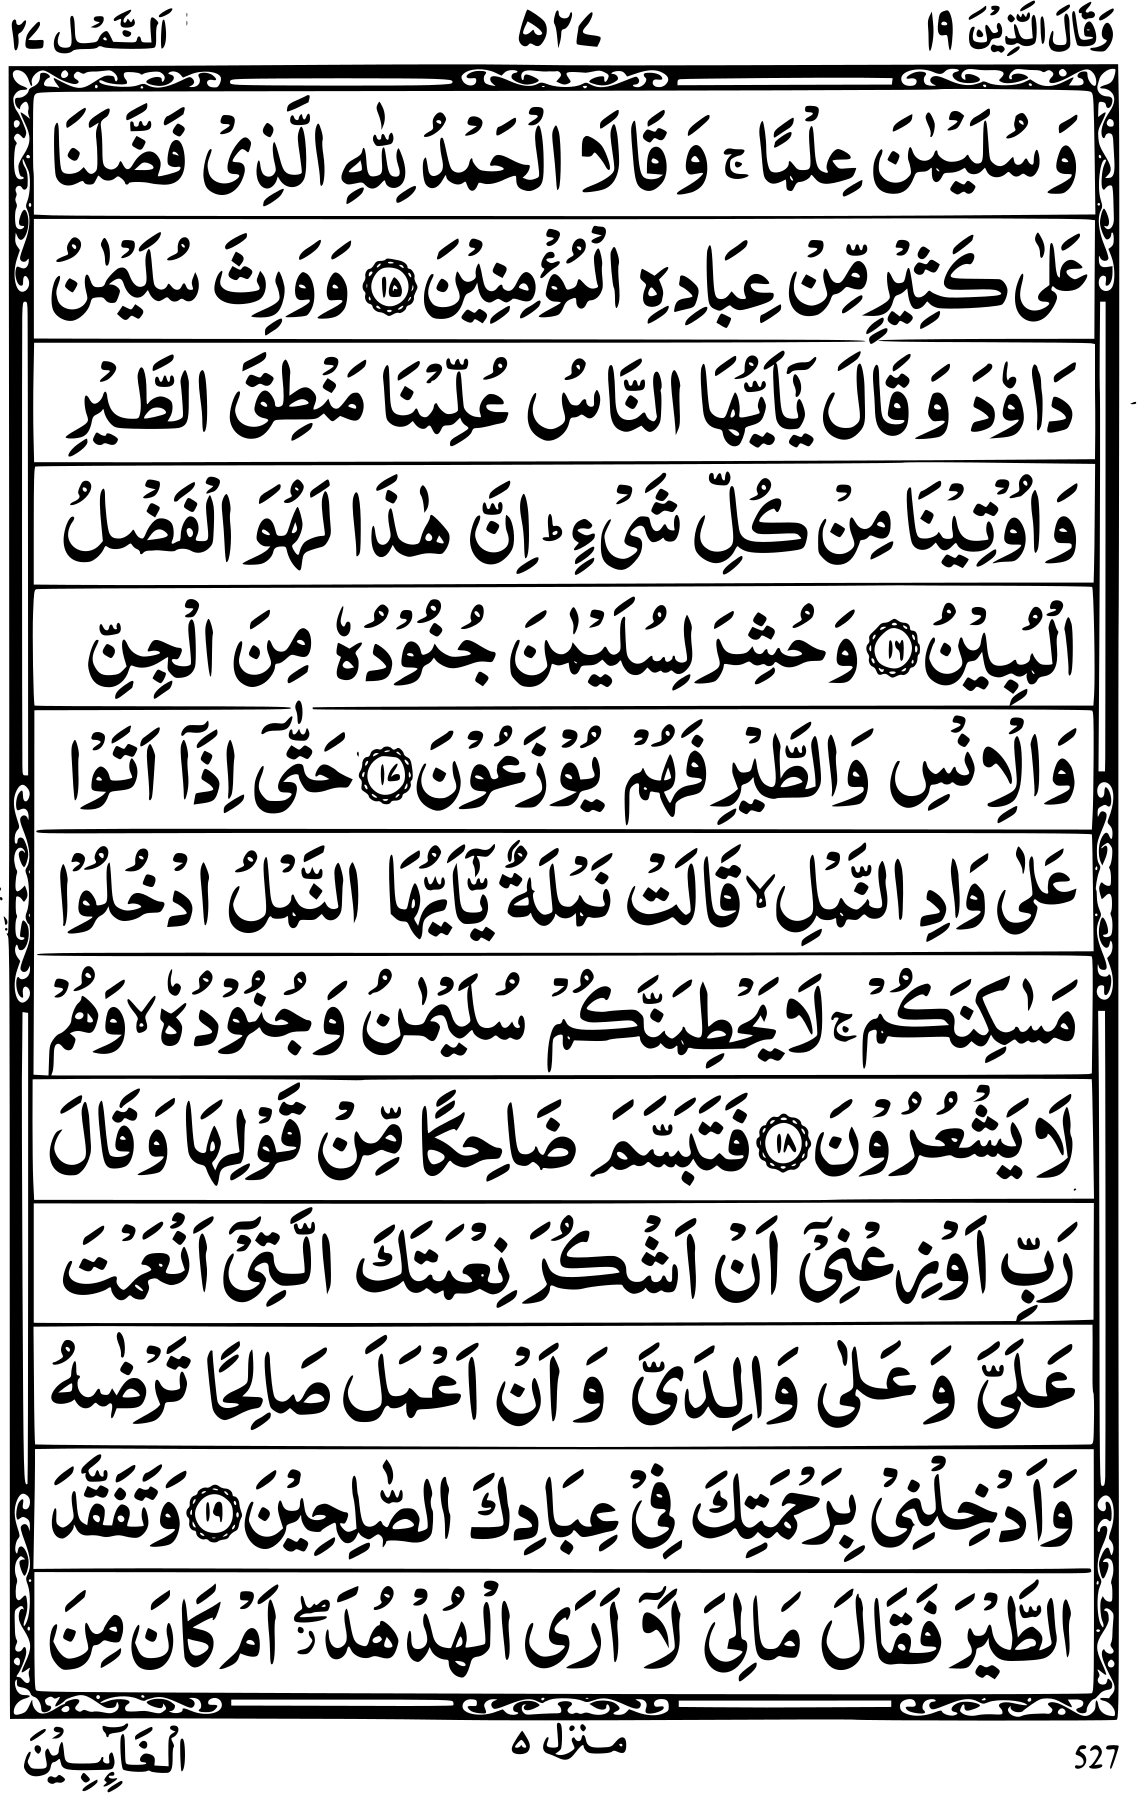 وَقَالَ الَّذِيْنَ ١٩
٥٢٧
اَلنَّمْل ٢٧
وَ سُلَيْمٰنَ عِلْمًا ۚ وَ قَالَا الْحَمْدُ لِلّٰهِ الَّذِيْ فَضَّلَنَا
عَلٰى كَثِيْرٍ مِّنْ عِبَادِهِ الْمُؤْمِنِيْنَ ١٥ وَ وَرِثَ سُلَيْمٰنُ
دَاوٗدَ وَ قَالَ يٰۤاَيُّهَا النَّاسُ عُلِّمْنَا مَنْطِقَ الطَّيْرِ
وَ اُوْتِيْنَا مِنْ كُلِّ شَيْءٍ ؕ اِنَّ هٰذَا لَهُوَ الْفَضْلُ
الْمُبِيْنُ ١٦ وَ حُشِرَ لِسُلَيْمٰنَ جُنُوْدُهٗ مِنَ الْجِنِّ
وَ الْاِنْسِ وَ الطَّيْرِ فَهُمْ يُوْزَعُوْنَ ١٧ حَتّٰۤى اِذَاۤ اَتَوْا
عَلٰى وَادِ النَّمْلِ ۙ قَالَتْ نَمْلَةٌ يّٰۤاَيُّهَا النَّمْلُ ادْخُلُوْا
مَسٰكِنَكُمْ ۚ لَا يَحْطِمَنَّكُمْ سُلَيْمٰنُ وَ جُنُوْدُهٗ ۙ وَ هُمْ
لَا يَشْعُرُوْنَ ١٨ فَتَبَسَّمَ ضَاحِكًا مِّنْ قَوْلِهَا وَ قَالَ
رَبِّ اَوْزِعْنِيْۤ اَنْ اَشْكُرَ نِعْمَتَكَ الَّتِيْۤ اَنْعَمْتَ
عَلَيَّ وَ عَلٰى وَالِدَيَّ وَ اَنْ اَعْمَلَ صَالِحًا تَرْضٰىهُ
وَ اَدْخِلْنِيْ بِرَحْمَتِكَ فِيْ عِبَادِكَ الصّٰلِحِيْنَ ١٩ وَ تَفَقَّدَ
الطَّيْرَ فَقَالَ مَا لِيَ لَاۤ اَرَى الْهُدْهُدَ ۖ اَمْ كَانَ مِنَ
الْغَآئِبِيْنَ
منزل ٥
527